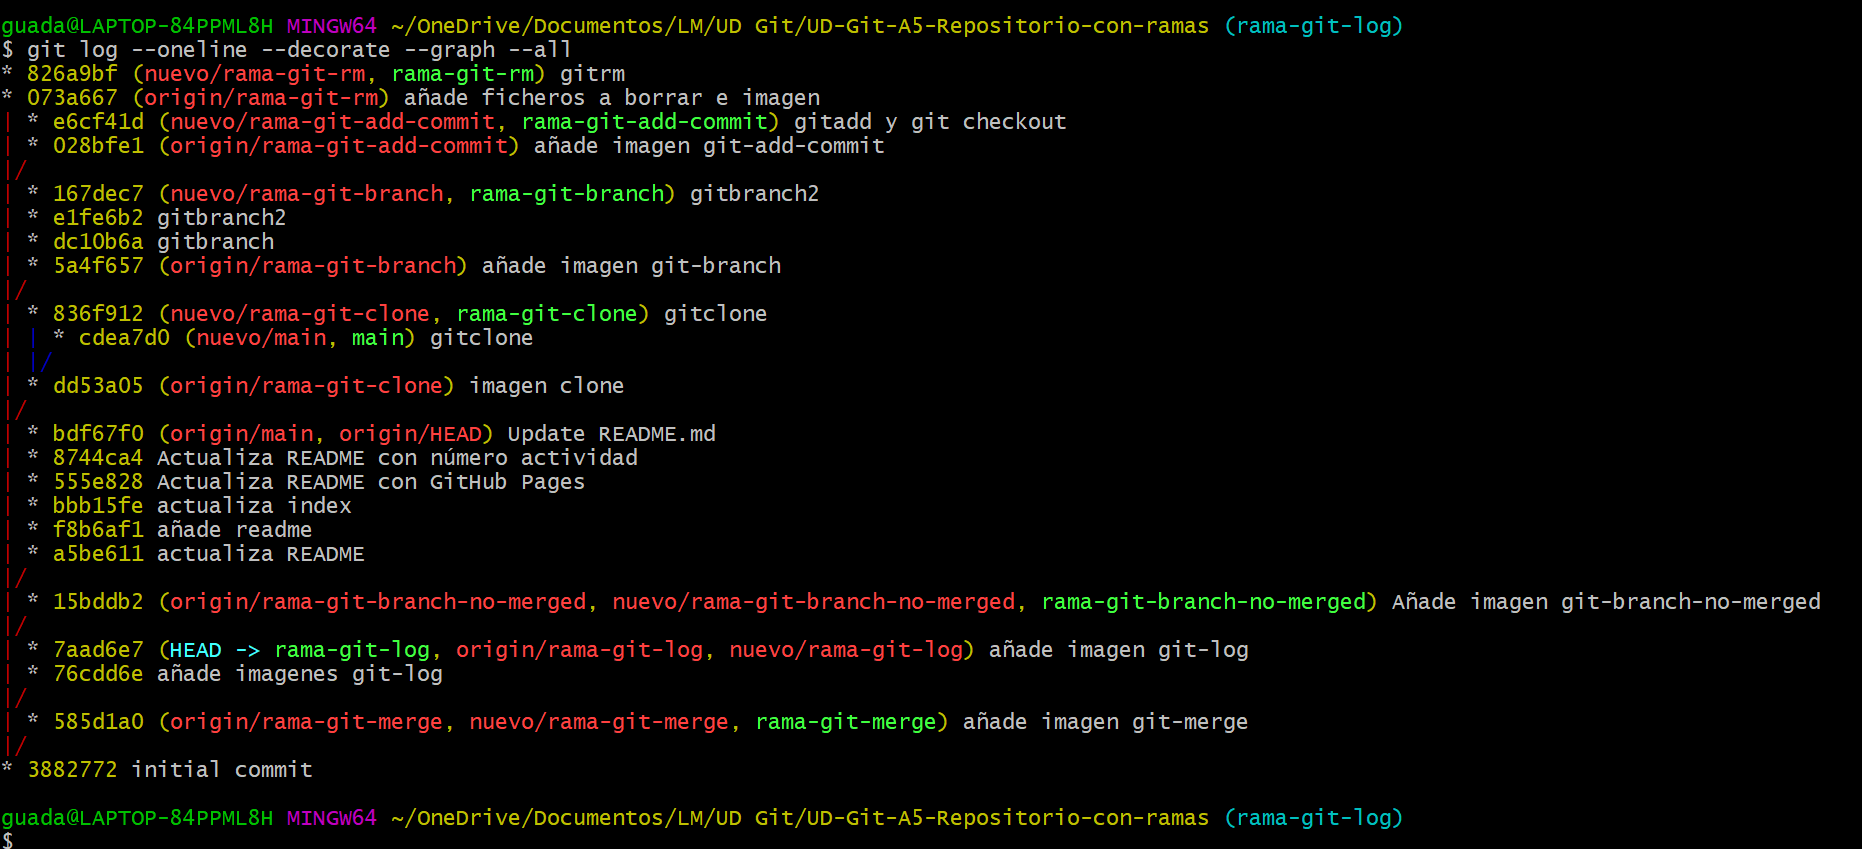 guada@LAPTOP-84PPML8H MINGW64 ~/OneDrive/Documentos/LM/UD Git/UD-Git-A5-Repositorio-con-ramas (rama-git-log)
$ git log --oneline --decorate --graph --all
* 826a9bf (nuevo/rama-git-rm, rama-git-rm) gitrm
* 073a667 (origin/rama-git-rm) añade ficheros a borrar e imagen
| * e6cf41d (nuevo/rama-git-add-commit, rama-git-add-commit) gitadd y git checkout
| * 028bfe1 (origin/rama-git-add-commit) añade imagen git-add-commit
|/
| * 167dec7 (nuevo/rama-git-branch, rama-git-branch) gitbranch2
| * e1fe6b2 gitbranch2
| * dc10b6a gitbranch
| * 5a4f657 (origin/rama-git-branch) añade imagen git-branch
|/
| * 836f912 (nuevo/rama-git-clone, rama-git-clone) gitclone
| | * cdea7d0 (nuevo/main, main) gitclone
| |/
| * dd53a05 (origin/rama-git-clone) imagen clone
|/
| * bdf67f0 (origin/main, origin/HEAD) Update README.md
| * 8744ca4 Actualiza README con número actividad
| * 555e828 Actualiza README con GitHub Pages
| * bbb15fe actualiza index
| * f8b6af1 añade readme
| * a5be611 actualiza README
|/
| * 15bddb2 (origin/rama-git-branch-no-merged, nuevo/rama-git-branch-no-merged, rama-git-branch-no-merged) Añade imagen git-branch-no-merged
|/
| * 7aad6e7 (HEAD -> rama-git-log, origin/rama-git-log, nuevo/rama-git-log) añade imagen git-log
| * 76cdd6e añade imagenes git-log
|/
| * 585d1a0 (origin/rama-git-merge, nuevo/rama-git-merge, rama-git-merge) añade imagen git-merge
|/
* 3882772 initial commit
guada@LAPTOP-84PPML8H MINGW64 ~/OneDrive/Documentos/LM/UD Git/UD-Git-A5-Repositorio-con-ramas (rama-git-log)
$